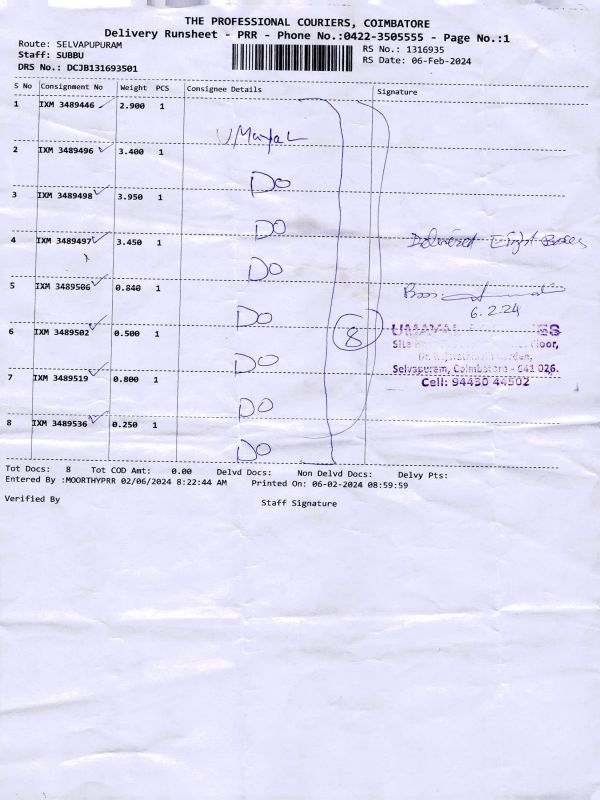 THE PROFESSIONAL COURIERS, COIMBATORE
Delivery Runsheet - PRR - Phone No.:0422-3505555 - Page No.:1
Route: SELVAPUPURAM
RS No.: 1316935
Staff: SUBBU
RS Date: 06-Feb-2024
DRS No.: DCJB131693501
S No Consignment No Weight PCS Consignee Details Signature
1 IXM 3489446 2.900 1
Umayal
2 IXM 3489496 3.400 1
DO
3 IXM 3489498 3.950 1
DO
4 IXM 3489497 3.450 1 Delivered Eight Boxes
DO
5 IXM 3489506 0.840 1
DO
6.2.24
8
6 IXM 3489502 0.500 1
DO
Selvapuram, Coimbatore - 641 026.
7 IXM 3489519 0.800 1
Cell: 94430 44502
DO
8 IXM 3489536 0.250 1
DO
Tot Docs: 8 Tot COD Amt: 0.00 Delvd Docs: Non Delvd Docs: Delvy Pts:
Entered By :MOORTHYPRR 02/06/2024 8:22:44 AM Printed On: 06-02-2024 08:59:59
Verified By Staff Signature